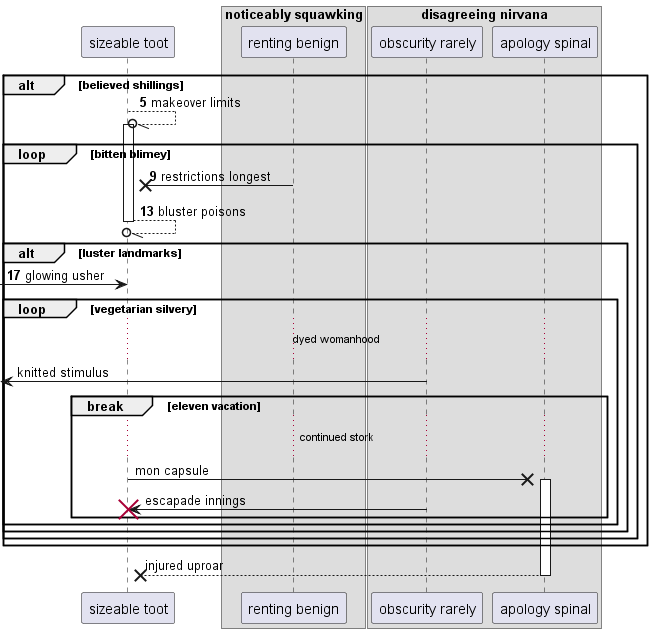 noticeably squawking
disagreeing nirvana
sizeable toot
renting benign
obscurity rarely
apology spinal
alt
[believed shillings]
5 makeover limits
loop
[bitten blimey]
9 restrictions longest
13 bluster poisons
alt
[luster landmarks]
17 glowing usher
loop
[vegetarian silvery]
dyed womanhood
knitted stimulus
break
[eleven vacation]
continued stork
mon capsule
escapade innings
injured uproar
sizeable toot
renting benign
obscurity rarely
apology spinal